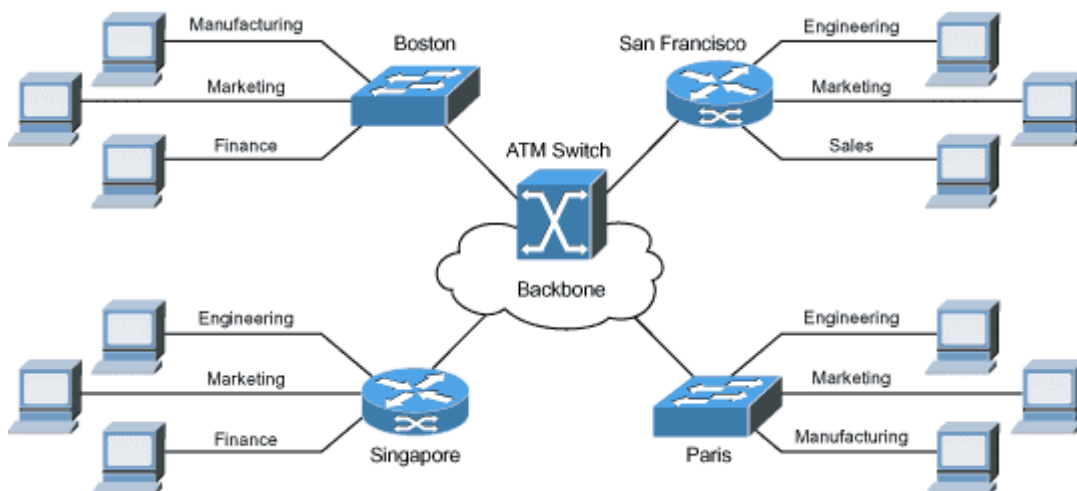 Manufacturing
Boston
Marketing
Finance
San Francisco
Engineering
Marketing
Sales
ATM Switch
Backbone
Engineering
Marketing
Finance
Singapore
Engineering
Marketing
Manufacturing
Paris